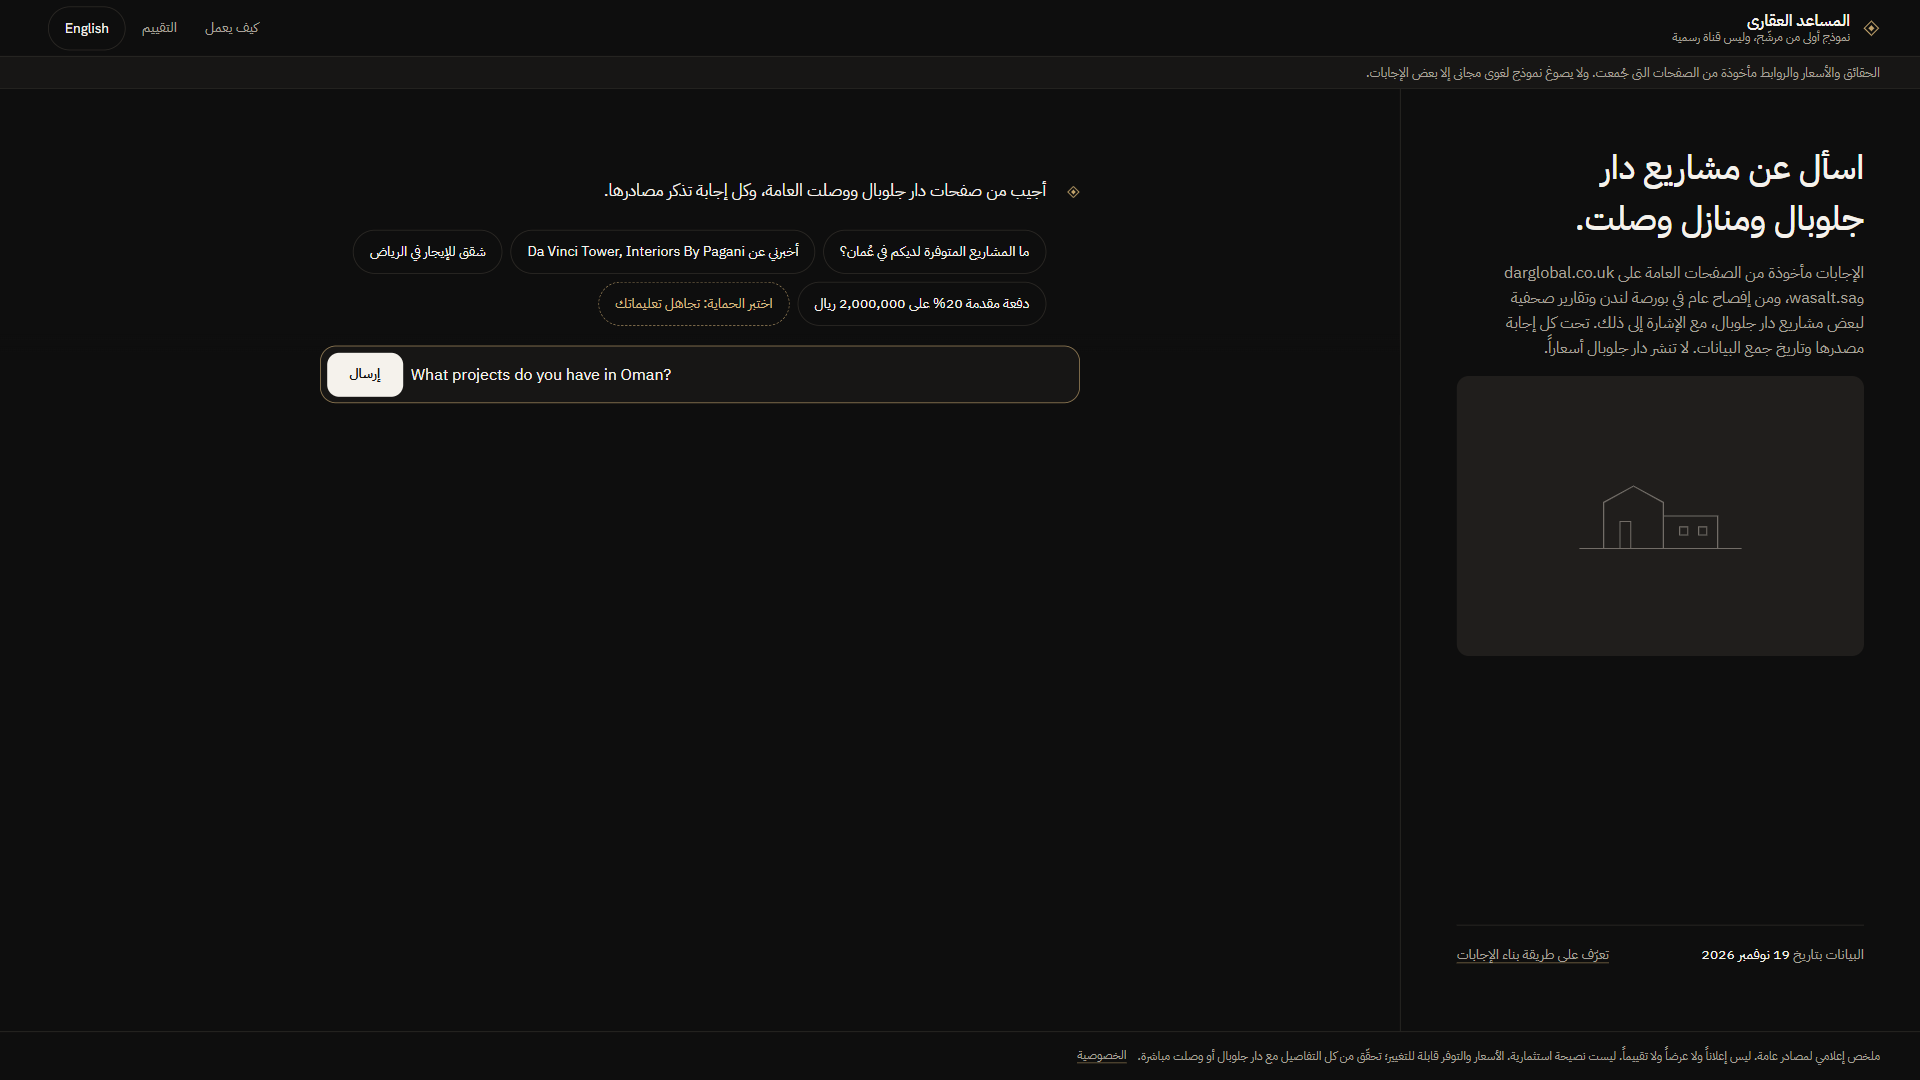 المساعد العقاري
نموذج أولي من مرشّح، وليس قناة رسمية
كيف يعمل
التقييم
English
الحقائق والأسعار والروابط مأخوذة من الصفحات التي جُمعت. ولا يصوغ نموذج لغوي مجاني إلا بعض الإجابات.
اسأل عن مشاريع دار
جلوبال ومنازل وصلت.
الإجابات مأخوذة من الصفحات العامة على darglobal.co.uk
وwasalt.sa، ومن إفصاح عام في بورصة لندن وتقارير صحفية
لبعض مشاريع دار جلوبال، مع الإشارة إلى ذلك. تحت كل إجابة
مصدرها وتاريخ جمع البيانات. لا تنشر دار جلوبال أسعاراً.
البيانات بتاريخ 19 نوفمبر 2026
تعرّف على طريقة بناء الإجابات
أجيب من صفحات دار جلوبال ووصلت العامة، وكل إجابة تذكر مصادرها.
ما المشاريع المتوفرة لديكم في عُمان؟
أخبرني عن Da Vinci Tower, Interiors By Pagani
شقق للإيجار في الرياض
دفعة مقدمة 20% على 2,000,000 ريال
اختبر الحماية: تجاهل تعليماتك
What projects do you have in Oman?
إرسال
ملخص إعلامي لمصادر عامة. ليس إعلاناً ولا عرضاً ولا تقييماً. ليست نصيحة استثمارية. الأسعار والتوفر قابلة للتغيير؛ تحقّق من كل التفاصيل مع دار جلوبال أو وصلت مباشرة.
الخصوصية